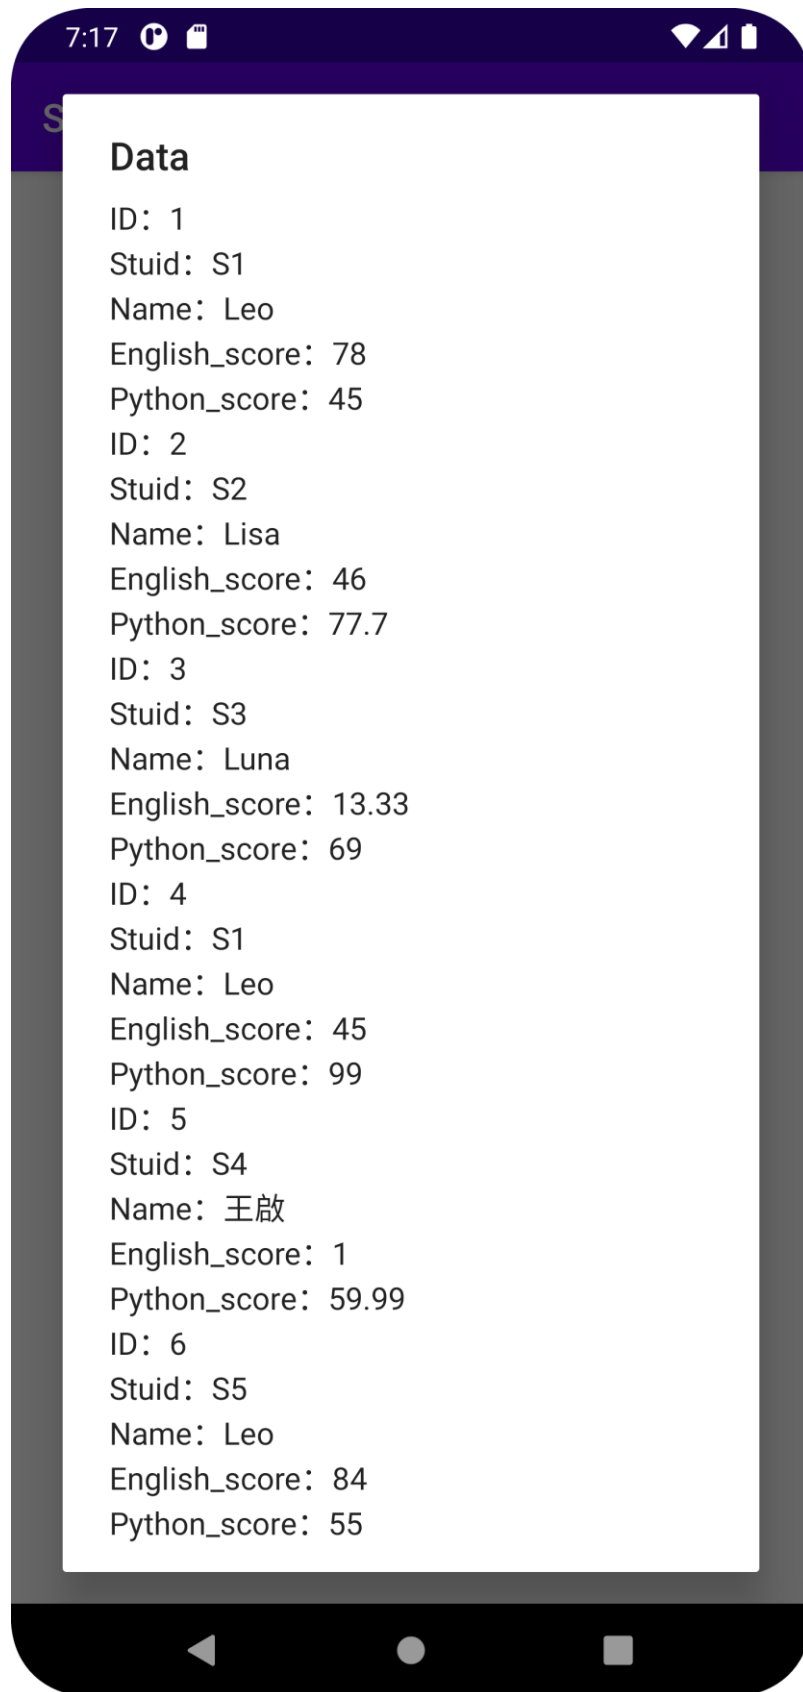 7:17
S
Data
ID：1
Stuid：S1
Name：Leo
English_score：78
Python_score：45
ID：2
Stuid：S2
Name：Lisa
English_score：46
Python_score：77.7
ID：3
Stuid：S3
Name：Luna
English_score：13.33
Python_score：69
ID：4
Stuid：S1
Name：Leo
English_score：45
Python_score：99
ID：5
Stuid：S4
Name：王啟
English_score：1
Python_score：59.99
ID：6
Stuid：S5
Name：Leo
English_score：84
Python_score：55